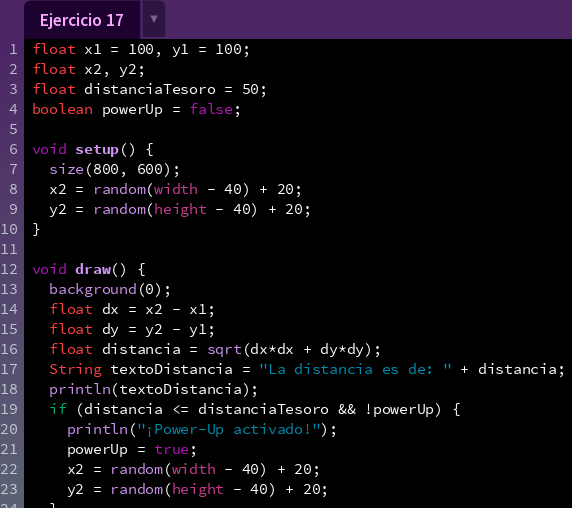 Ejercicio 17 ▼
1 float x1 = 100, y1 = 100;
2 float x2, y2;
3 float distanciaTesoro = 50;
4 boolean powerUp = false;
5
6 void setup() {
7   size(800, 600);
8   x2 = random(width - 40) + 20;
9   y2 = random(height - 40) + 20;
10 }
11
12 void draw() {
13   background(0);
14   float dx = x2 - x1;
15   float dy = y2 - y1;
16   float distancia = sqrt(dx*dx + dy*dy);
17   String textoDistancia = "La distancia es de: " + distancia;
18   println(textoDistancia);
19   if (distancia <= distanciaTesoro && !powerUp) {
20     println("¡Power-Up activado!");
21     powerUp = true;
22     x2 = random(width - 40) + 20;
23     y2 = random(height - 40) + 20;